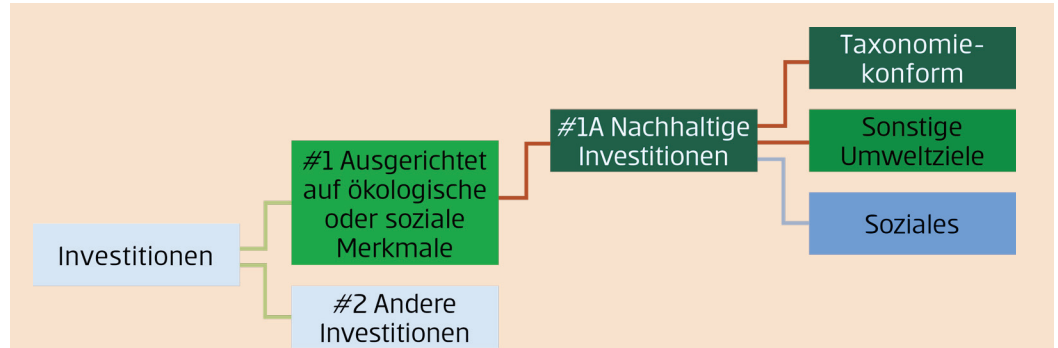 Taxonomie-
konform
#1A Nachhaltige
Investitionen
Sonstige
Umweltziele
#1 Ausgerichtet
auf ökologische
oder soziale
Merkmale
Soziales
Investitionen
#2 Andere
Investitionen